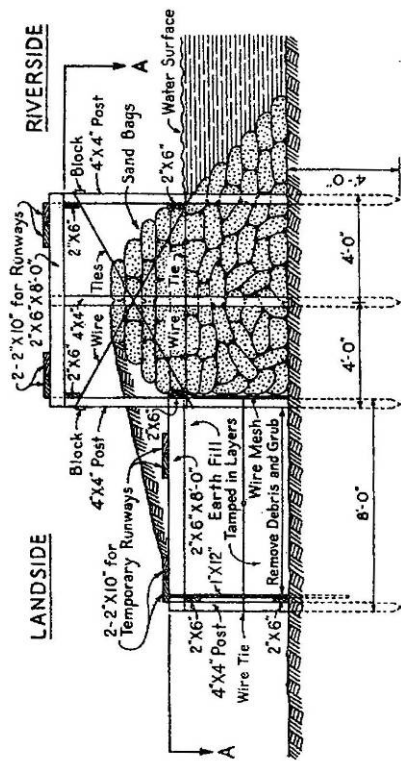 LANDSIDE
RIVERSIDE
2-2"X10" for Runways
2"X6"X8'-0"
2"X6"
2"X6"
Block
4"X4" Post
Block
4"X4" Post
4"X4"
Wire
Ties
Sand Bags
Water Surface
2"X6"
Wire
Tie
2-2"X10" for
Temporary Runways
2"X6"
2"X6"X8'-0"
Earth Fill
Tamped in Layers
Wire Mesh
Remove Debris and Grub
1"X12"
2"X6"
4"X4" Post
Wire Tie
2"X6"
A
A
4'-0"
4'-0"
4'-0"
8'-0"